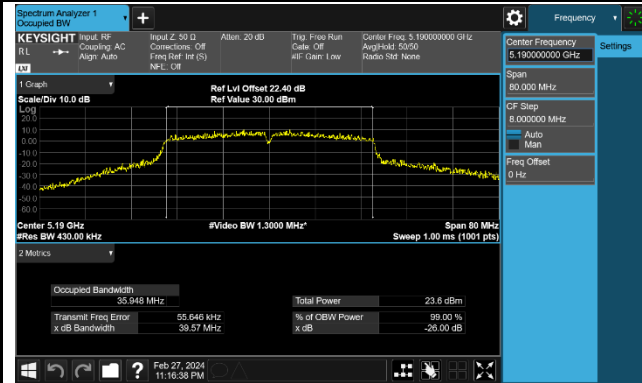 Spectrum Analyzer 1
Occupied BW
Frequency
KEYSIGHT
RL
LXI
Input: RF
Coupling: AC
Align: Auto
Input Z: 50 Ω
Corrections: Off
Freq Ref: Int (S)
NFE: Off
Atten: 20 dB
Trig: Free Run
Gate: Off
#IF Gain: Low
Center Freq: 5.190000000 GHz
Avg|Hold: 50/50
Radio Std: None
Center Frequency
5.190000000 GHz
Settings
Span
80.000 MHz
CF Step
8.000000 MHz
Auto
Man
Freq Offset
0 Hz
1 Graph
Scale/Div 10.0 dB
Ref Lvl Offset 22.40 dB
Ref Value 30.00 dBm
Log
20.0
10.0
0.00
-10.0
-20.0
-30.0
-40.0
-50.0
-60.0
Center 5.19 GHz
#Res BW 430.00 kHz
#Video BW 1.3000 MHz*
Span 80 MHz
Sweep 1.00 ms (1001 pts)
2 Metrics
Occupied Bandwidth
35.948 MHz
Transmit Freq Error 55.646 kHz
x dB Bandwidth 39.57 MHz
Total Power 23.6 dBm
% of OBW Power 99.00 %
x dB -26.00 dB
?
Feb 27, 2024
11:16:38 PM